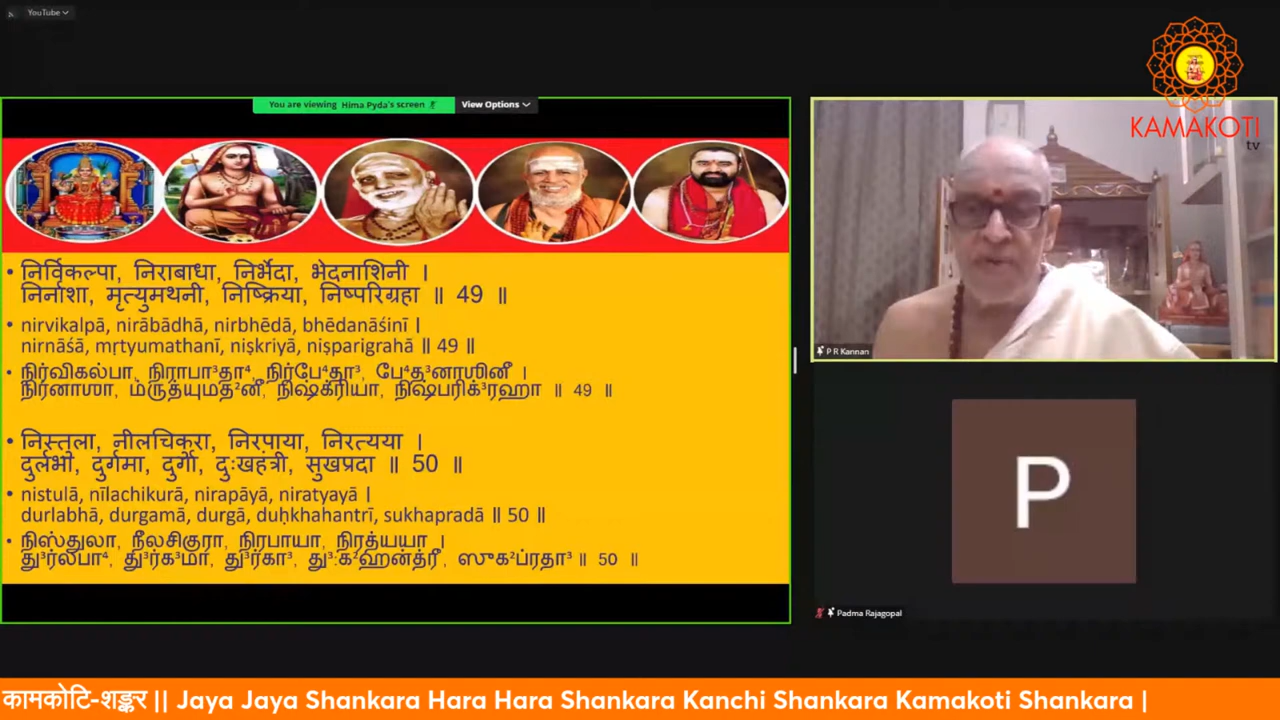 YouTube
KAMAKOTI
tv
You are viewing Hima Pyda's screen
View Options
• निर्विकल्पा, निराबाधा, निर्भेदा, भेदनाशिनी ।
निर्नाशा, मृत्युमथनी, निष्क्रिया, निष्परिग्रहा ॥ 49 ॥
• nirvikalpā, nirābādhā, nirbhēdā, bhēdanāśinī |
nirnāśā, mṛtyumathanī, niṣkriyā, niṣparigrahā ॥ 49 ॥
• நிர்விகல்பா, நிராபா³தா⁴, நிர்பே⁴தா³, பே⁴த³னாஶினீ ।
நிர்னாஶா, ம்ருத்யுமத²னீ, நிஷ்க்ரியா, நிஷ்பரிக்³ரஹா ॥ 49 ॥
• निस्तुला, नीलचिकुरा, निरपाया, निरत्यया ।
दुर्लभा, दुर्गमा, दुर्गा, दुःखहन्त्री, सुखप्रदा ॥ 50 ॥
• nistulā, nīlachikurā, nirapāyā, niratyayā |
durlabhā, durgamā, durgā, duḥkhahantrī, sukhapradā ॥ 50 ॥
• நிஸ்துலா, நீலசிகுரா, நிரபாயா, நிரத்யயா ।
து³ர்லபா⁴, து³ர்க³மா, து³ர்கா³, து³:க²ஹன்த்ரீ, ஸுக²ப்ரதா³ ॥ 50 ॥
P R Kannan
P
Padma Rajagopal
कामकोटि-शङ्कर || Jaya Jaya Shankara Hara Hara Shankara Kanchi Shankara Kamakoti Shankara |